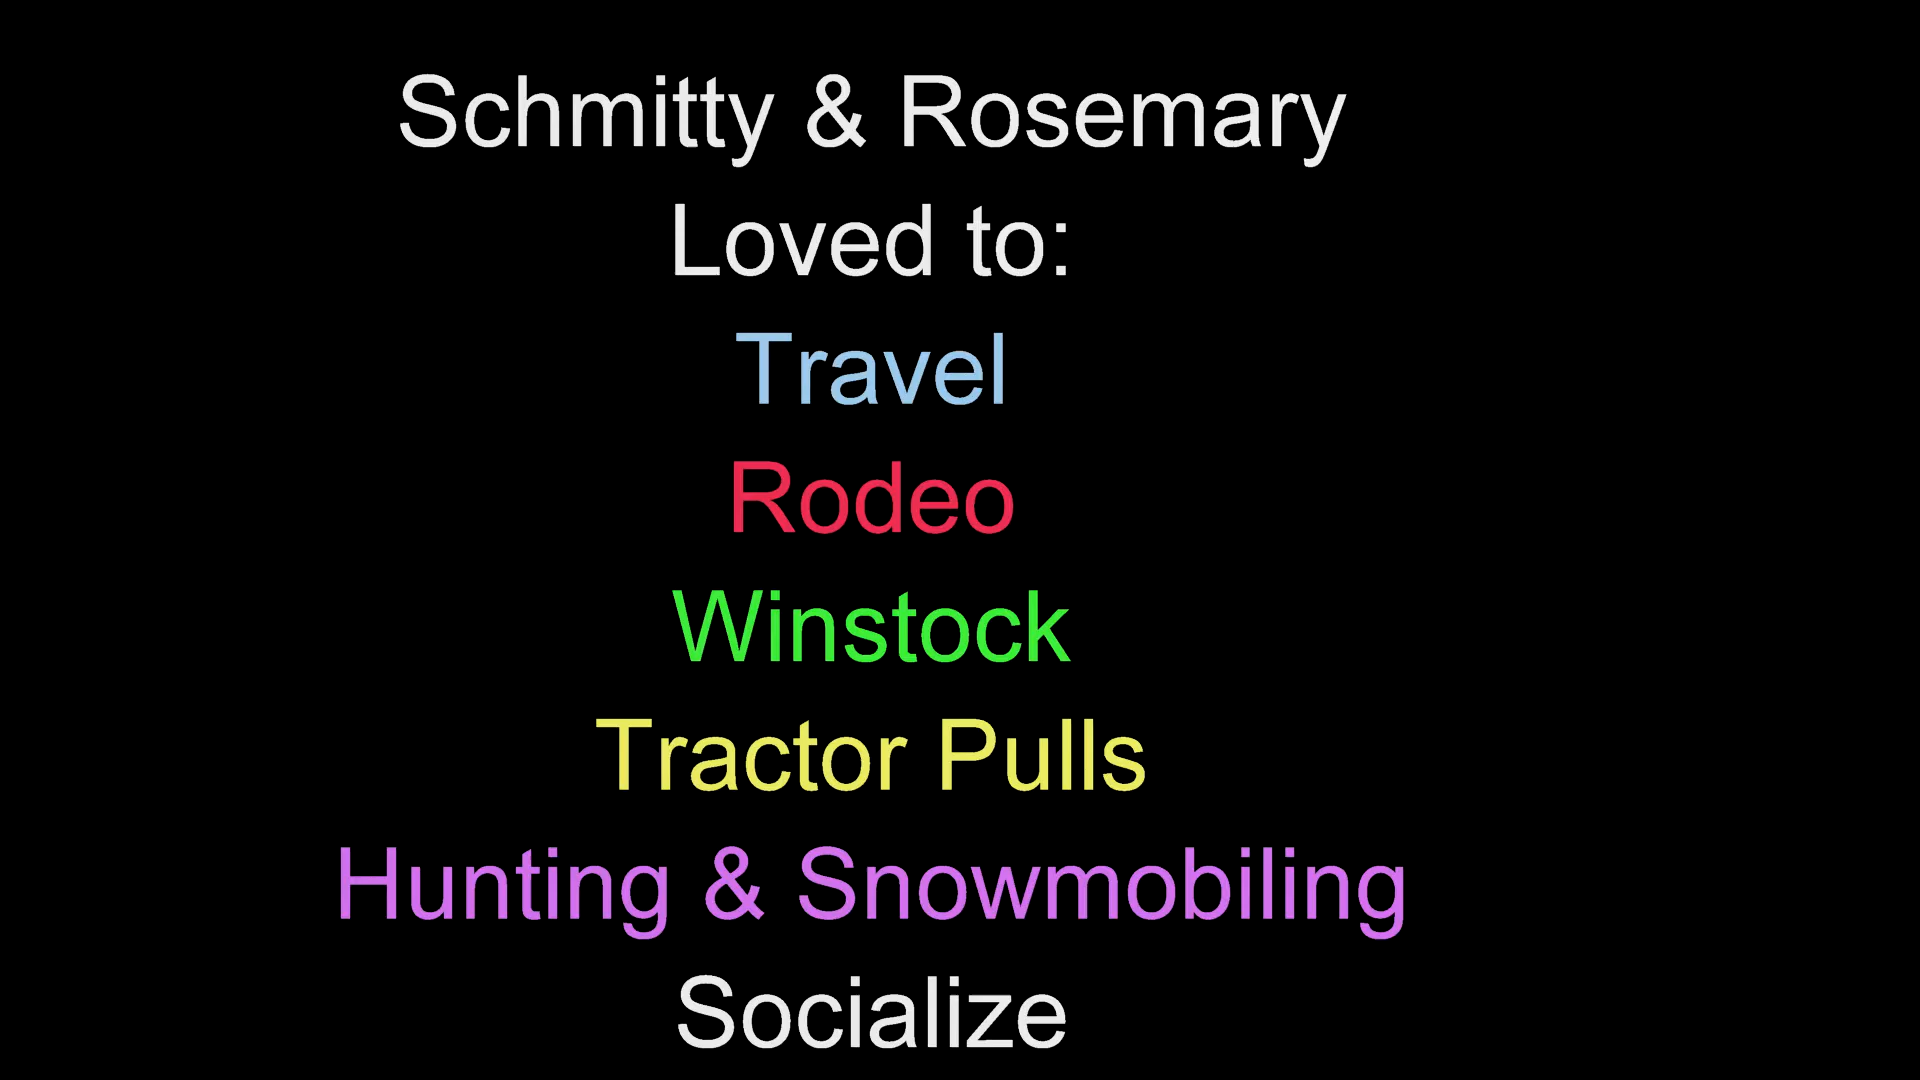 Schmitty & Rosemary
Loved to:
Travel
Rodeo
Winstock
Tractor Pulls
Hunting & Snowmobiling
Socialize